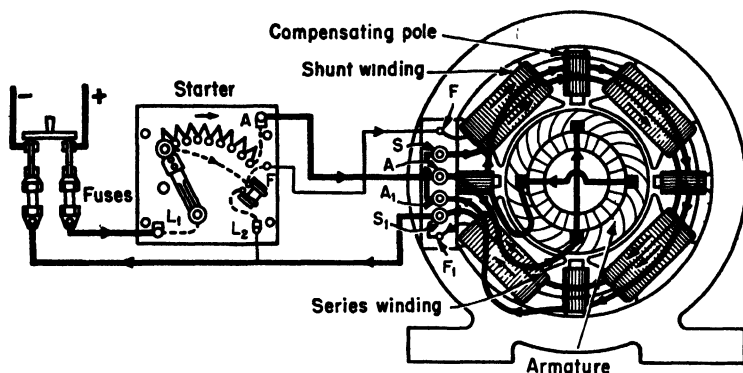 Compensating pole
Shunt winding
Starter
− +
A
F
S
A
F
Fuses
A₁
L₁
L₂
S₁
F₁
Series winding
Armature